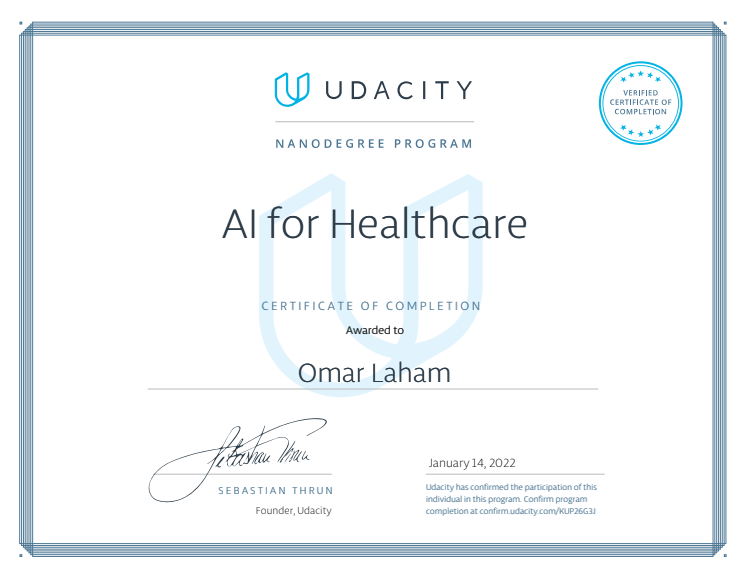 UDACITY
VERIFIED
CERTIFICATE OF
COMPLETION
NANODEGREE PROGRAM
AI for Healthcare
CERTIFICATE OF COMPLETION
Awarded to
Omar Laham
Sebastian Thrun
SEBASTIAN THRUN
Founder, Udacity
January 14, 2022
Udacity has confirmed the participation of this
individual in this program. Confirm program
completion at confirm.udacity.com/KUP26G3J